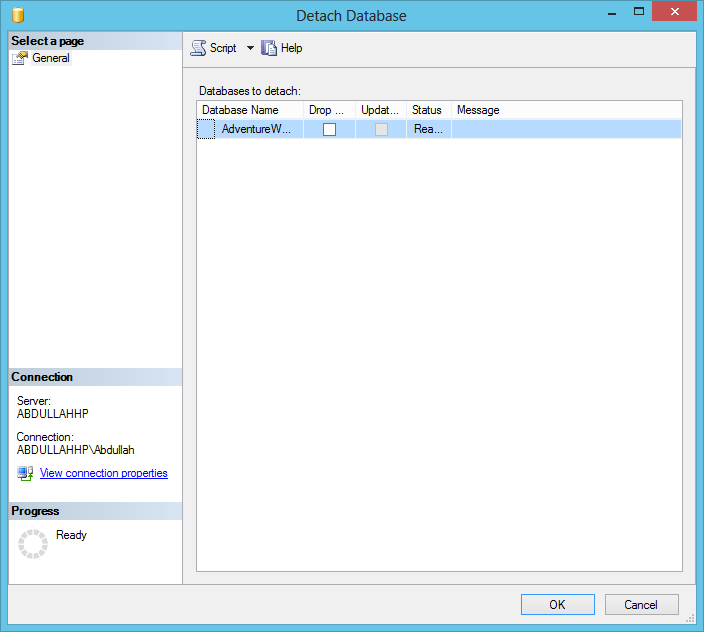 Detach Database
Select a page
General
Script
Help
Databases to detach:
Database Name Drop ... Updat... Status Message
AdventureW... Rea...
Connection
Server:
ABDULLAHHP
Connection:
ABDULLAHHP\Abdullah
View connection properties
Progress
Ready
OK Cancel